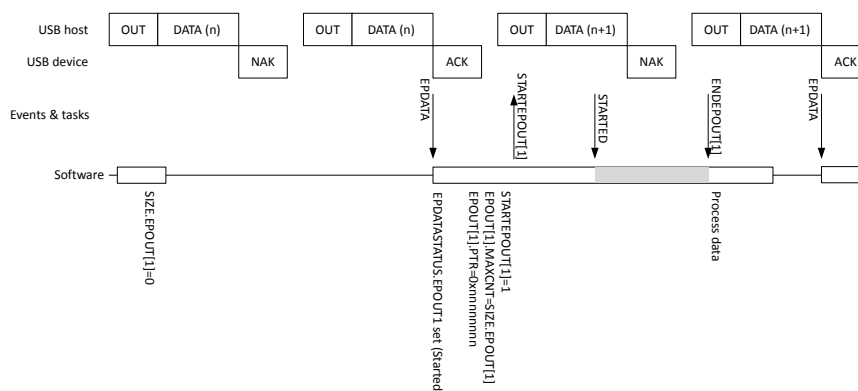 USB host
OUT
DATA (n)
OUT
DATA (n)
OUT
DATA (n+1)
OUT
DATA (n+1)
USB device
NAK
ACK
NAK
ACK
Events & tasks
EPDATA
STARTEPOUT[1]
STARTED
ENDEPOUT[1]
EPDATA
Software
SIZE.EPOUT[1]=0
EPDATASTATUS.EPOUT1 set (Started
STARTEPOUT[1]=1
EPOUT[1].MAXCNT=SIZE.EPOUT[1]
EPOUT[1].PTR=0xnnnnnnnn
Process data